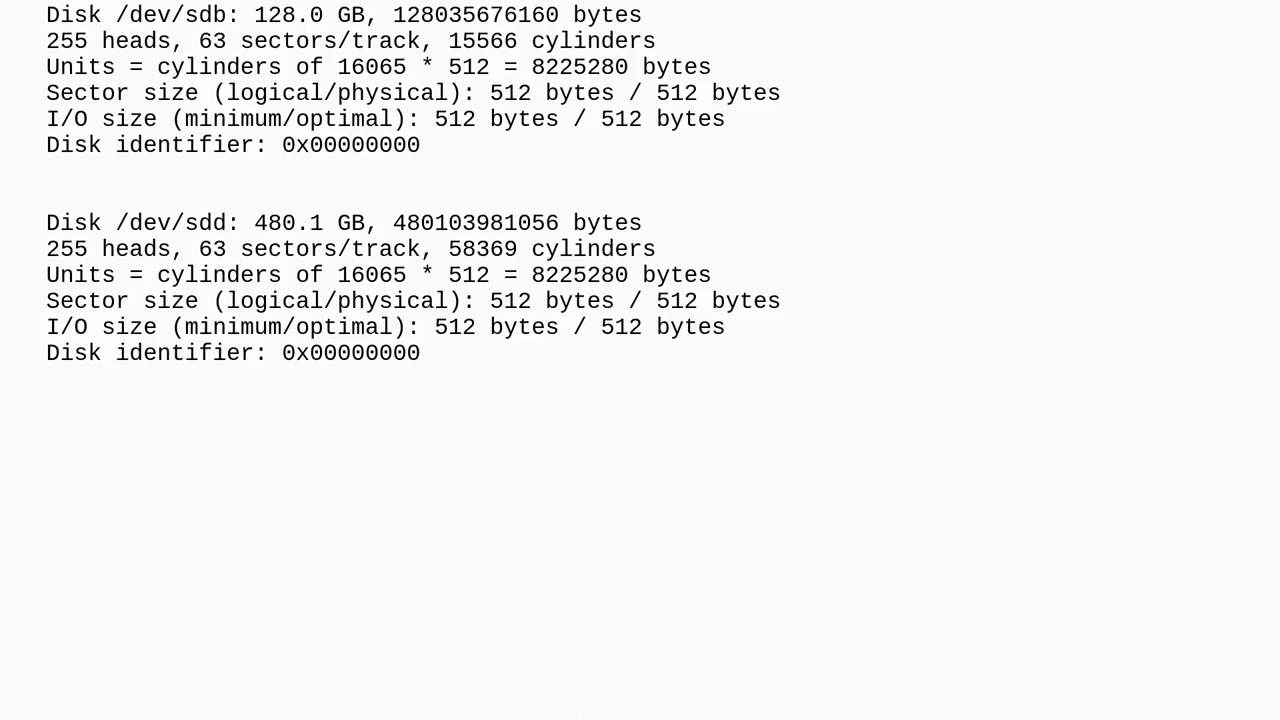 Disk /dev/sdb: 128.0 GB, 128035676160 bytes
255 heads, 63 sectors/track, 15566 cylinders
Units = cylinders of 16065 * 512 = 8225280 bytes
Sector size (logical/physical): 512 bytes / 512 bytes
I/O size (minimum/optimal): 512 bytes / 512 bytes
Disk identifier: 0x00000000
Disk /dev/sdd: 480.1 GB, 480103981056 bytes
255 heads, 63 sectors/track, 58369 cylinders
Units = cylinders of 16065 * 512 = 8225280 bytes
Sector size (logical/physical): 512 bytes / 512 bytes
I/O size (minimum/optimal): 512 bytes / 512 bytes
Disk identifier: 0x00000000